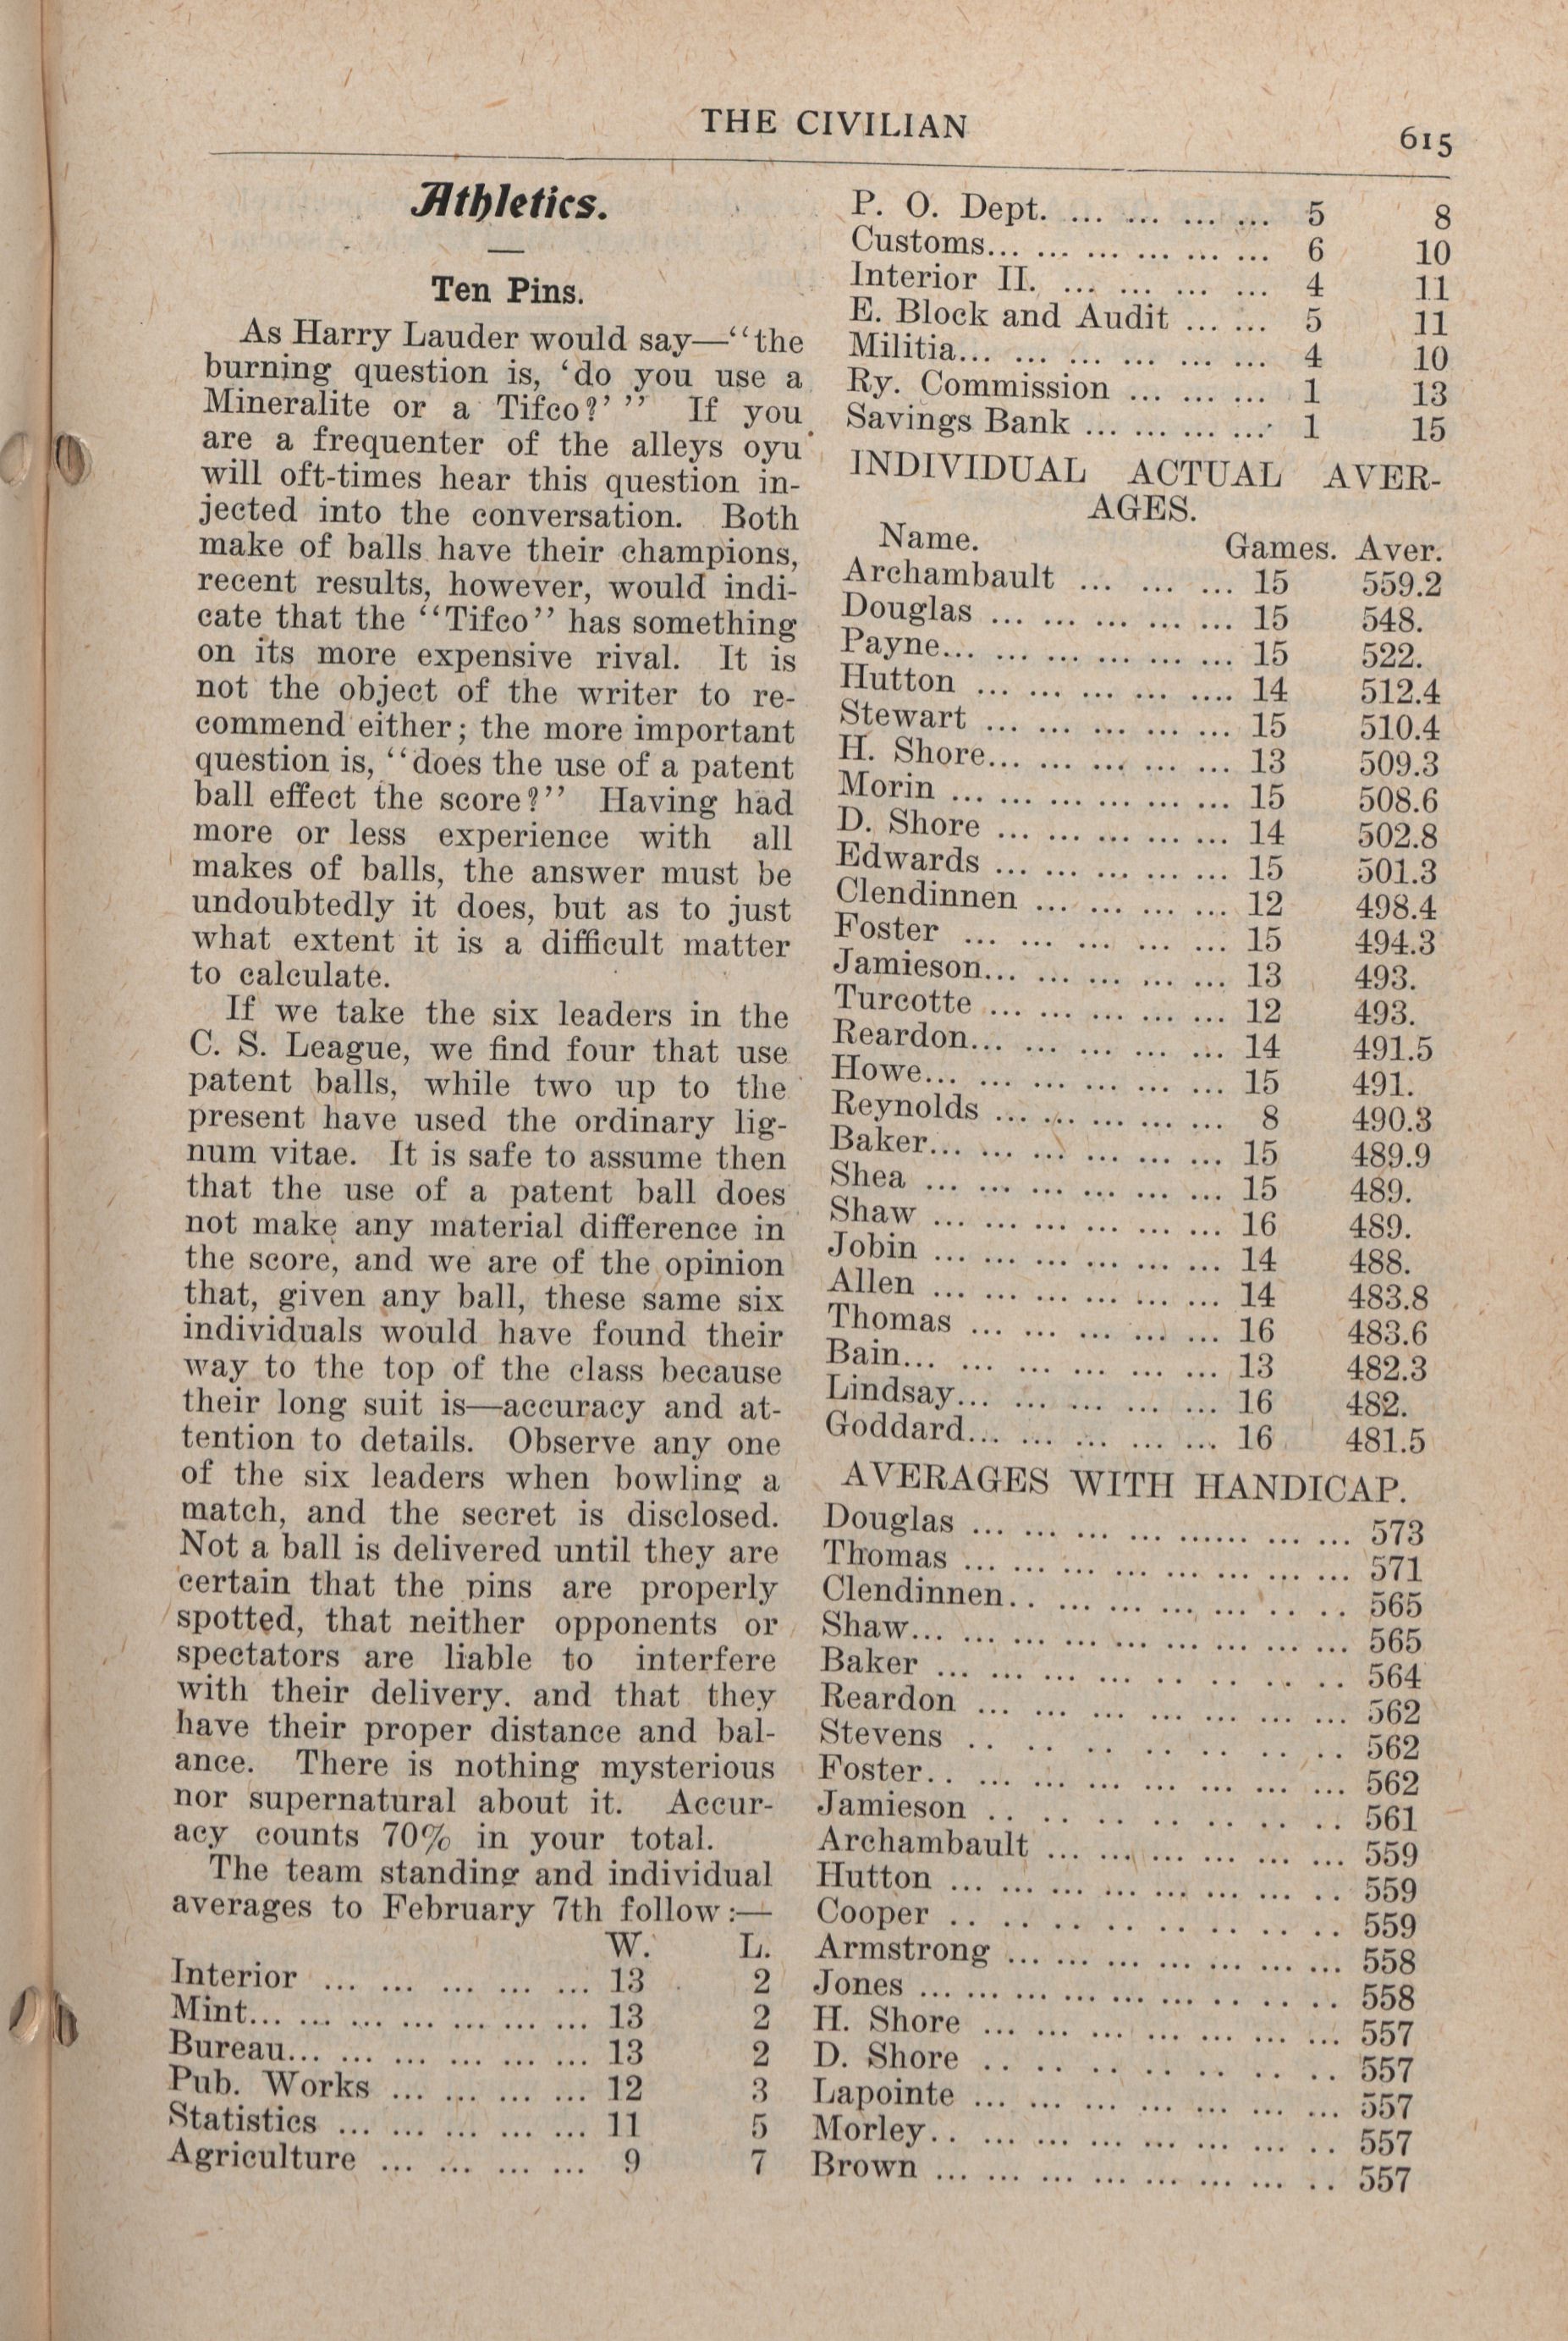 THE CIVILIAN
615
Athletics.
Ten Pins.
As Harry Lauder would say—“the
burning question is, ‘do you use a
Mineralite or a Tifco?’ ” If you
are a frequenter of the alleys oyu
will oft-times hear this question in-
jected into the conversation. Both
make of balls have their champions,
recent results, however, would indi-
cate that the “Tifco” has something
on its more expensive rival. It is
not the object of the writer to re-
commend either; the more important
question is, “does the use of a patent
ball effect the score?” Having had
more or less experience with all
makes of balls, the answer must be
undoubtedly it does, but as to just
what extent it is a difficult matter
to calculate.
If we take the six leaders in the
C. S. League, we find four that use
patent balls, while two up to the
present have used the ordinary lig-
num vitae. It is safe to assume then
that the use of a patent ball does
not make any material difference in
the score, and we are of the opinion
that, given any ball, these same six
individuals would have found their
way to the top of the class because
their long suit is—accuracy and at-
tention to details. Observe any one
of the six leaders when bowling a
match, and the secret is disclosed.
Not a ball is delivered until they are
certain that the pins are properly
spotted, that neither opponents or
spectators are liable to interfere
with their delivery. and that they
have their proper distance and bal-
ance. There is nothing mysterious
nor supernatural about it. Accur-
acy counts 70% in your total.
The team standing and individual
averages to February 7th follow:—
W. L.
Interior ... ... ... ... ... ... 13 2
Mint... ... ... ... ... ... ... 13 2
Bureau... ... ... ... ... ... 13 2
Pub. Works ... ... ... ... 12 3
Statistics ... ... ... ... ... 11 5
Agriculture ... ... ... ... 9 7
P. O. Dept. ... ... ... ... 5 8
Customs... ... ... ... ... ... 6 10
Interior II. ... ... ... ... 4 11
E. Block and Audit ... ... 5 11
Militia... ... ... ... ... ... ... 4 10
Ry. Commission ... ... ... 1 13
Savings Bank ... ... ... ... 1 15
INDIVIDUAL ACTUAL AVER-
AGES.
Name. Games. Aver.
Archambault ... ... ... 15 559.2
Douglas ... ... ... ... ... 15 548.
Payne... ... ... ... ... ... 15 522.
Hutton ... ... ... ... .... 14 512.4
Stewart ... ... ... ... ... 15 510.4
H. Shore... ... ... ... ... 13 509.3
Morin ... ... ... ... ... ... 15 508.6
D. Shore ... ... ... ... ... 14 502.8
Edwards ... ... ... ... ... 15 501.3
Clendinnen ... ... ... ... 12 498.4
Foster ... ... ... ... ... 15 494.3
Jamieson... ... ... ... ... 13 493.
Turcotte ... ... ... ... ... 12 493.
Reardon... ... ... ... ... 14 491.5
Howe... ... ... ... ... ... 15 491.
Reynolds ... ... ... ... ... 8 490.3
Baker... ... ... ... ... ... 15 489.9
Shea ... ... ... ... ... ... 15 489.
Shaw ... ... ... ... ... ... 16 489.
Jobin ... ... ... ... ... ... 14 488.
Allen ... ... ... ... ... ... 14 483.8
Thomas ... ... ... ... ... 16 483.6
Bain... ... ... ... ... ... ... 13 482.3
Lindsay... ... ... ... ... ... 16 482.
Goddard... ... ... ... ... 16 481.5
AVERAGES WITH HANDICAP.
Douglas ... ... ... ... ...... ... ... 573
Thomas ... ... ... ... ... ... ... ... 571
Clendinnen.. ... ... ... ... .. .. 565
Shaw... ... ... ... ... ... ... ... ... 565
Baker ... ... ... ... .. .. .. .. 564
Reardon ... ... ... ... ... ... ... ... 562
Stevens .. .. .. .. .. .. .. .. 562
Foster.. ... ... ... ... ... ... ... ... 562
Jamieson .. .. .. .. .. .. .. 561
Archambault ... ... ... ... ... ... 559
Hutton ... ... ... ... ... ... ... .. 559
Cooper .. .. .. .. .. .. .. .. 559
Armstrong ... ... ... ... ... ... ... 558
Jones ... ... ... ... ... ... .. .. .. 558
H. Shore ... ... ... ... ... ... ... 557
D. Shore .. .. .. .. .. .. .. 557
Lapointe ... ... ... ... ... ... ... 557
Morley.. ... ... ... ... ... ... .. 557
Brown ... ... ... ... ... ... ... .. 557